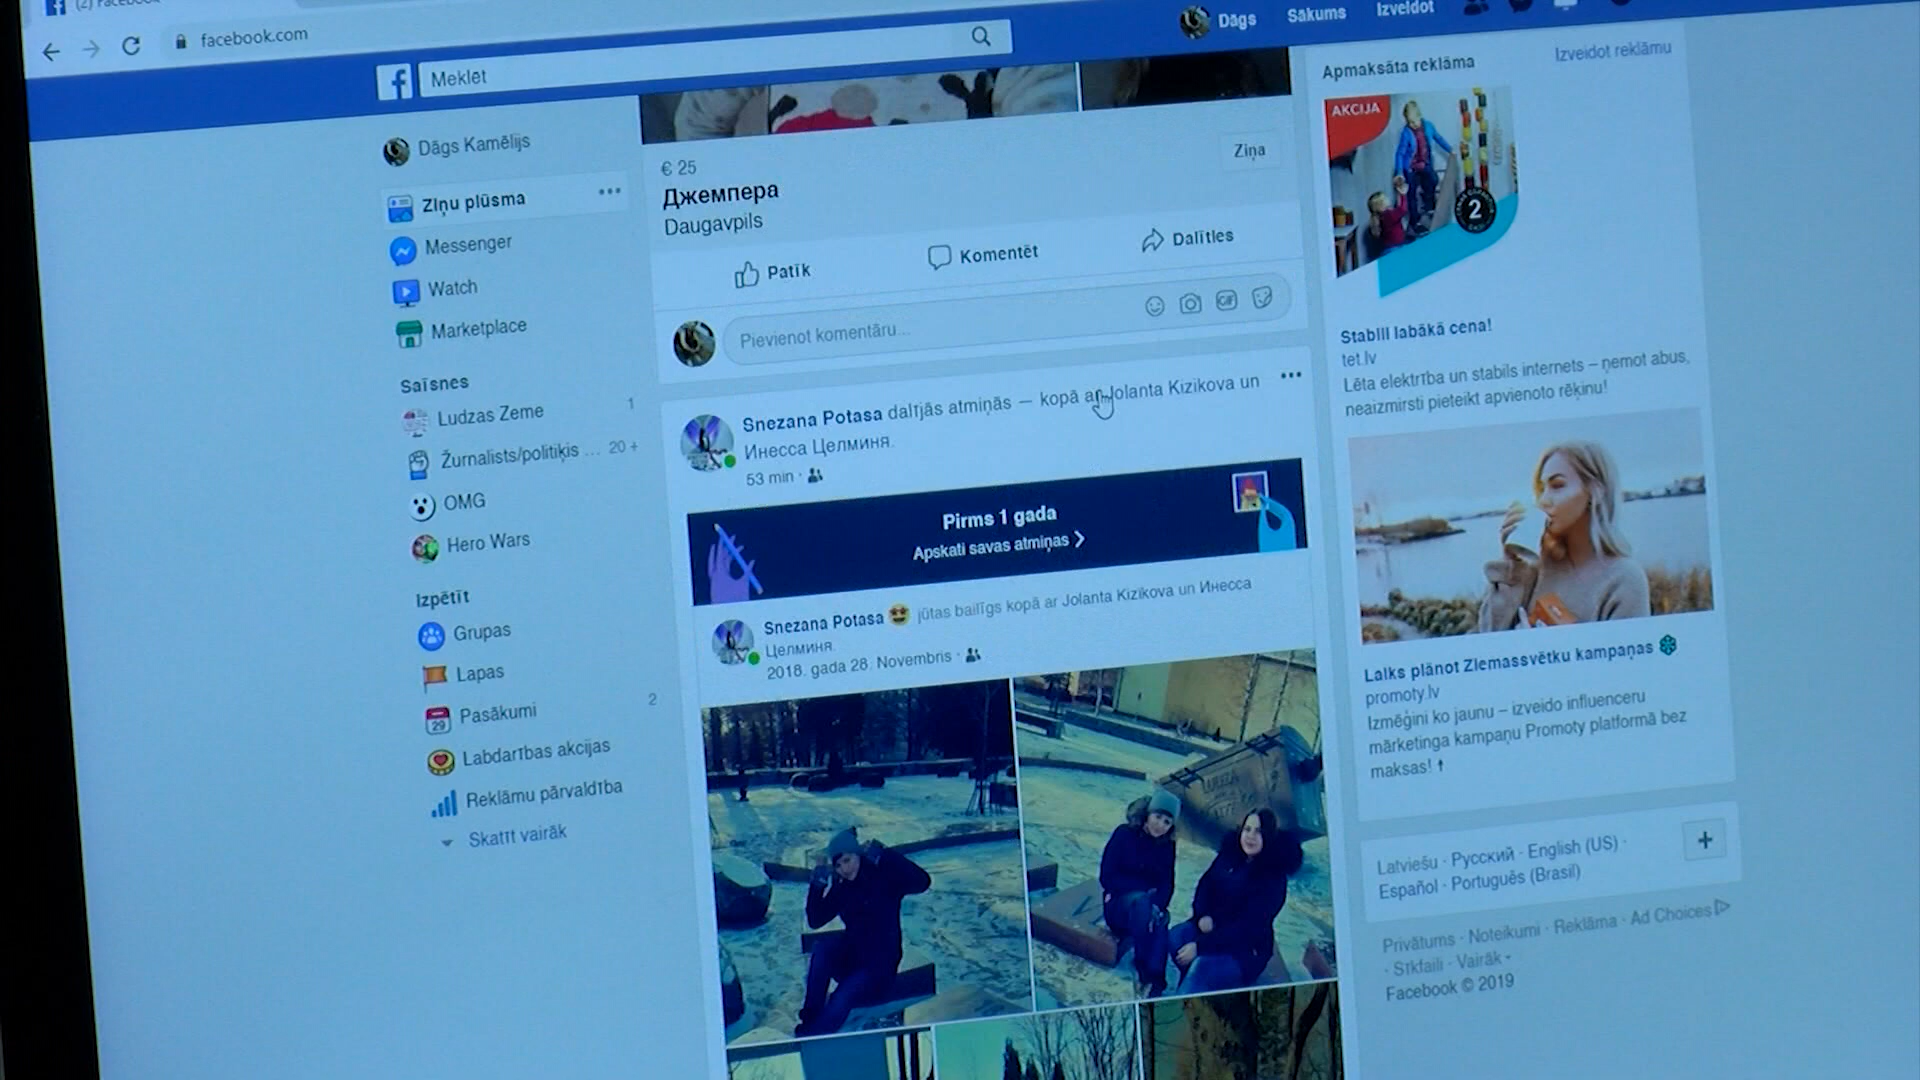 (2) Facebook
facebook.com
Meklēt
Dāgs
Sākums
Izveidot
Dāgs Kamēlijs
Ziņu plūsma
Messenger
Watch
Marketplace
Saīsnes
Ludzas Zeme 1
Žurnalists/politiķis ... 20+
OMG
Hero Wars
Izpētīt
Grupas
Lapas
Pasākumi 2
Labdarības akcijas
Reklāmu pārvaldība
Skatīt vairāk
€ 25
Джемпера
Daugavpils
Ziņa
Patīk
Komentēt
Dalīties
Pievienot komentāru...
GIF
Snezana Potasa dalījās atmiņās — kopā ar Jolanta Kizikova un
Инесса Целминя.
53 min ·
Pirms 1 gada
Apskati savas atmiņas >
Snezana Potasa jūtas bailīgs kopā ar Jolanta Kizikova un Инесса
Целминя.
2018. gada 28. Novembris ·
Apmaksāta reklāma
Izveidot reklāmu
AKCIJA
2
Stabili labākā cena!
tet.lv
Lēta elektrība un stabils internets – ņemot abus,
neaizmirsti pieteikt apvienoto rēķinu!
Laiks plānot Ziemassvētku kampaņas
promoty.lv
Izmēģini ko jaunu – izveido influenceru
mārketinga kampaņu Promoty platformā bez
maksas!
Latviešu · Русский · English (US) ·
Español · Português (Brasil)
Privātums · Noteikumi · Reklāma · Ad Choices
· Sīkfaili · Vairāk
Facebook © 2019